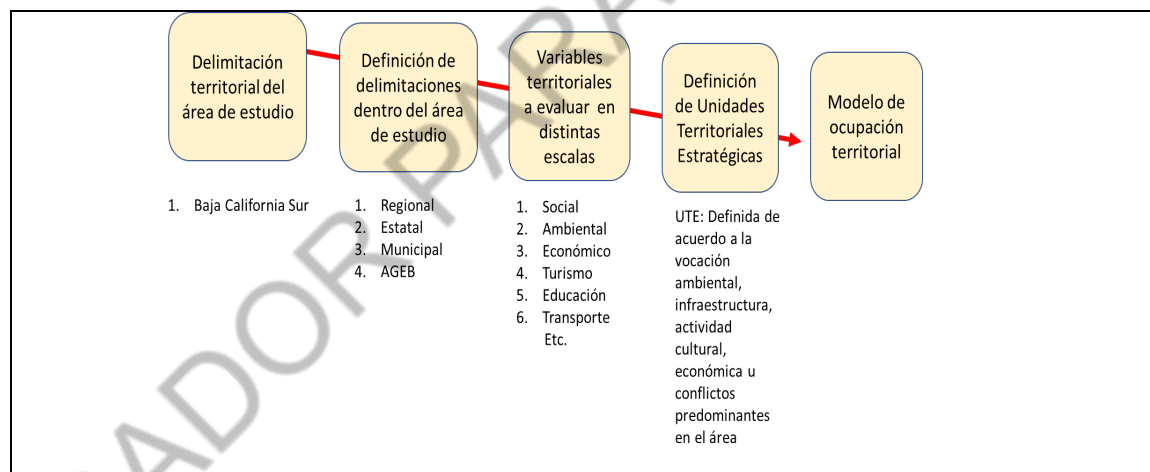 Delimitación
territorial del
área de estudio
Definición de
delimitaciones
dentro del área
de estudio
Variables
territoriales
a evaluar en
distintas
escalas
Definición
de Unidades
Territoriales
Estratégicas
Modelo de
ocupación
territorial
1. Baja California Sur
1. Regional
2. Estatal
3. Municipal
4. AGEB
1. Social
2. Ambiental
3. Económico
4. Turismo
5. Educación
6. Transporte
Etc.
UTE: Definida de
acuerdo a la
vocación
ambiental,
infraestructura,
actividad
cultural,
económica u
conflictos
predominantes
en el área
ADOR PARA